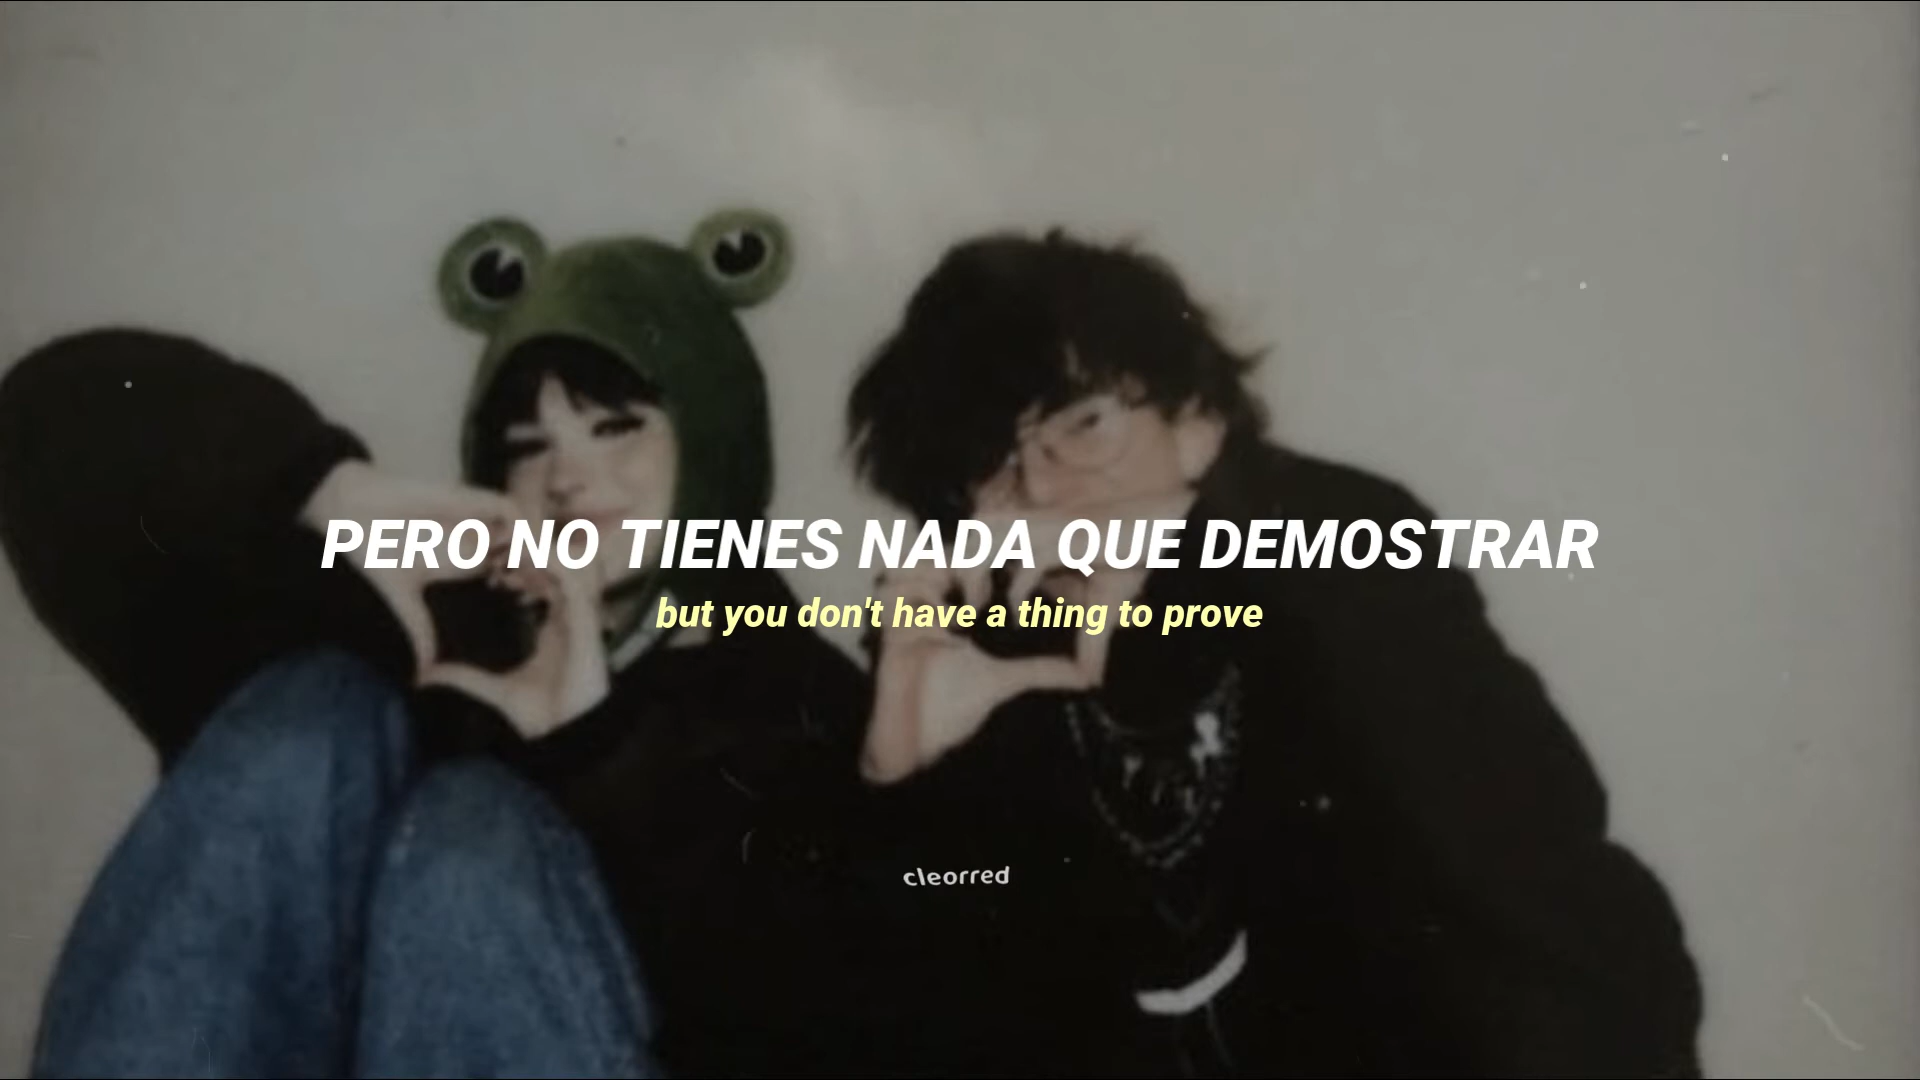 PERO NO TIENES NADA QUE DEMOSTRAR
but you don't have a thing to prove
cleorred